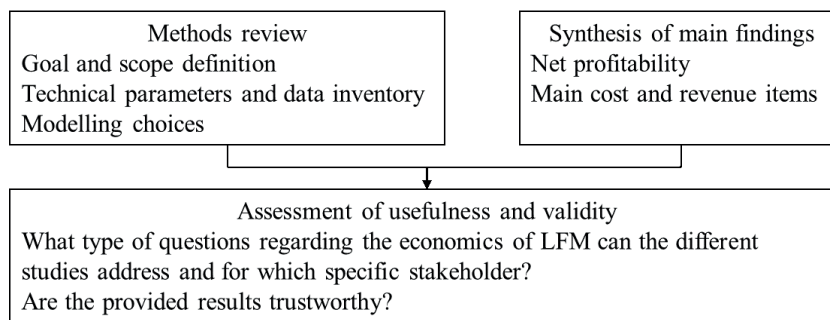 Methods review
Goal and scope definition
Technical parameters and data inventory
Modelling choices
Synthesis of main findings
Net profitability
Main cost and revenue items
Assessment of usefulness and validity
What type of questions regarding the economics of LFM can the different
studies address and for which specific stakeholder?
Are the provided results trustworthy?